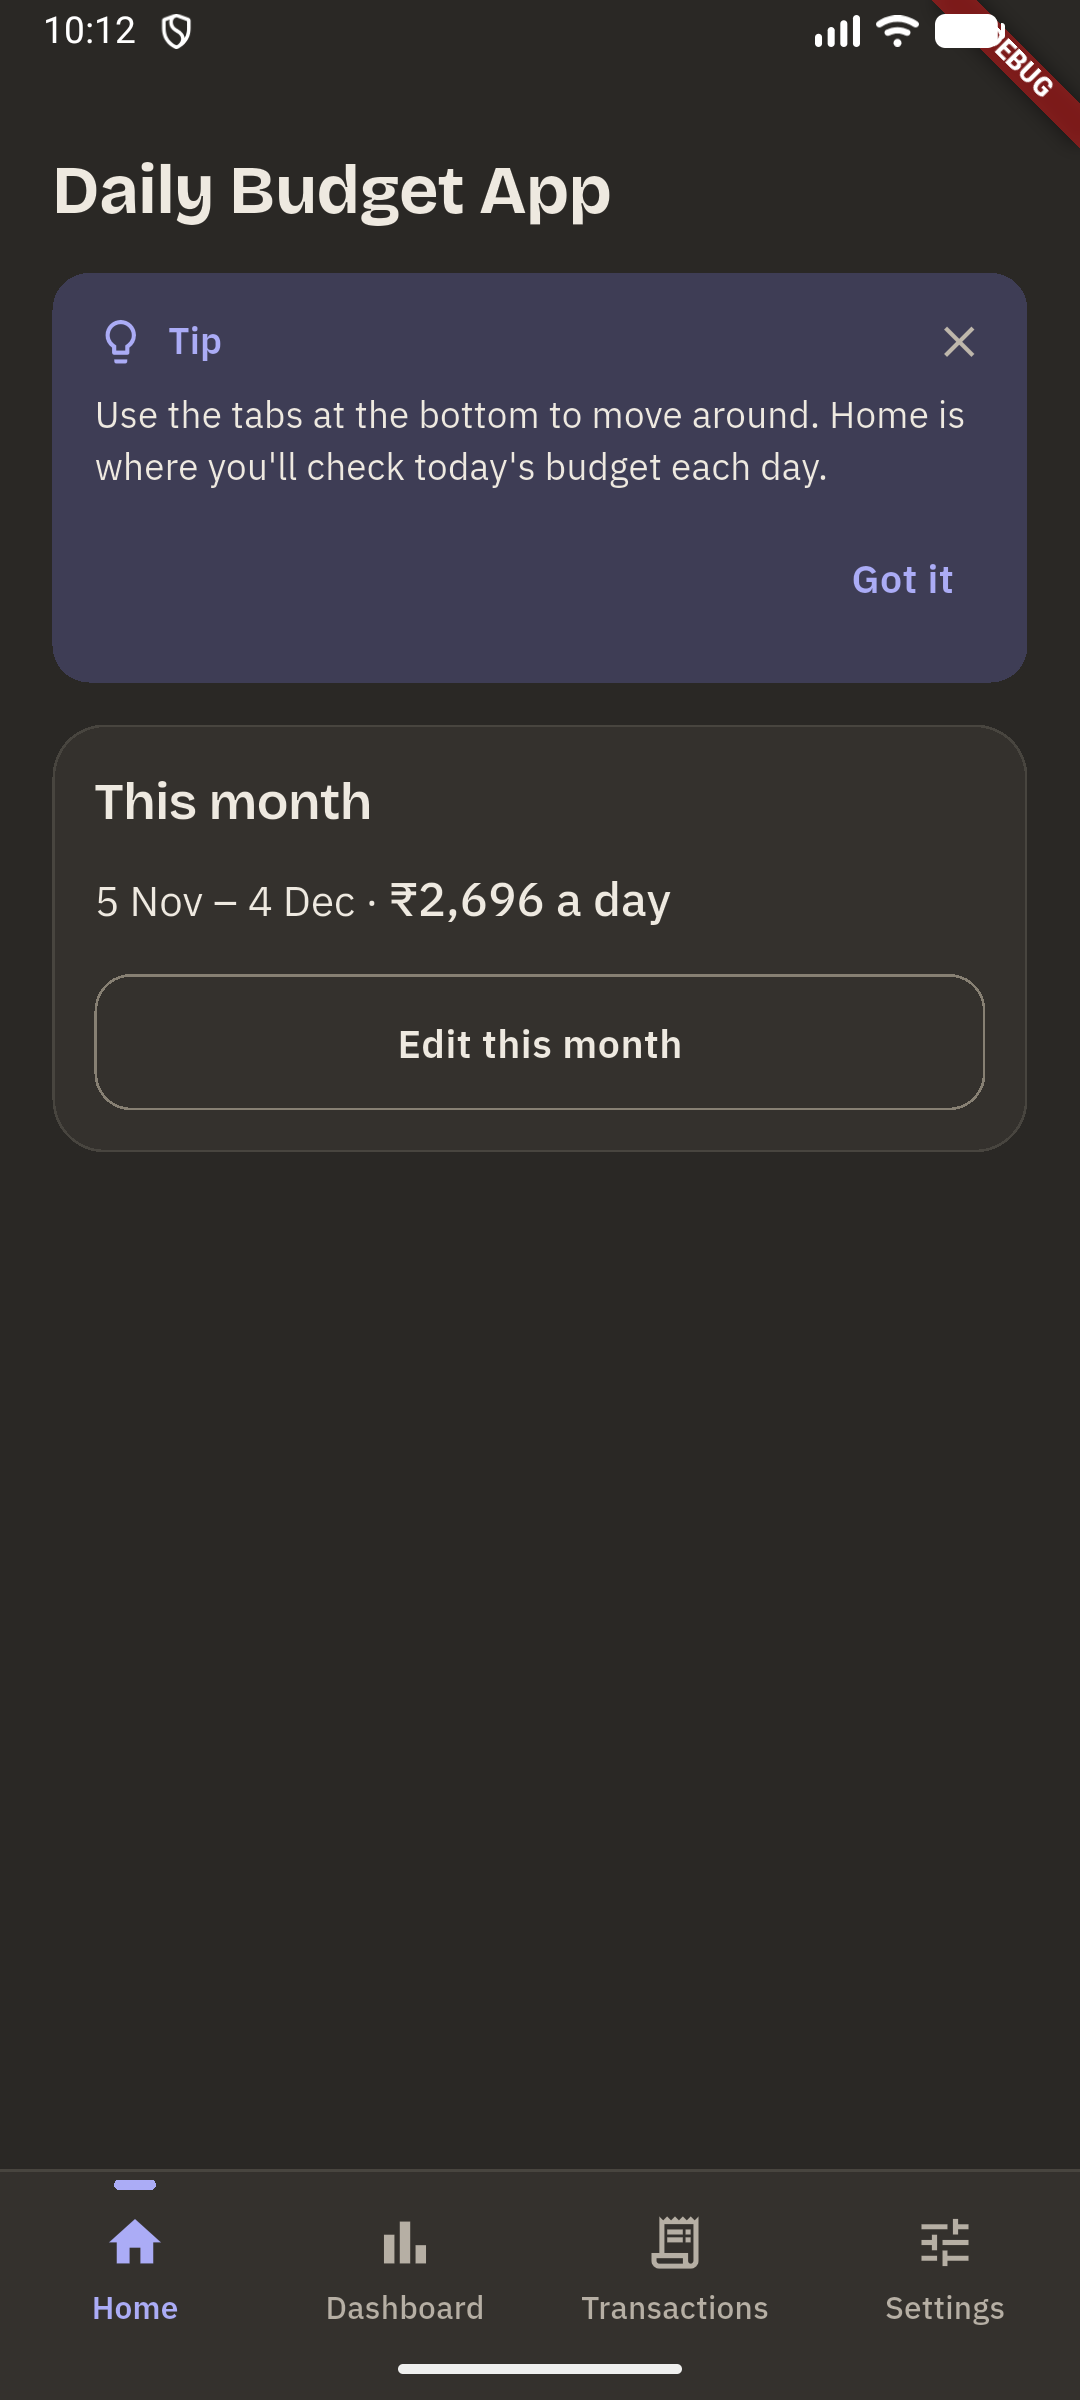 10:12
DEBUG
Daily Budget App
Tip
Use the tabs at the bottom to move around. Home is
where you'll check today's budget each day.
Got it
This month
5 Nov – 4 Dec · ₹2,696 a day
Edit this month
Home
Dashboard
Transactions
Settings